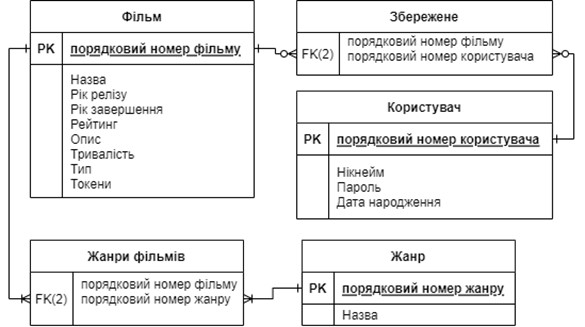 Фільм
PK порядковий номер фільму
Назва
Рік релізу
Рік завершення
Рейтинг
Опис
Тривалість
Тип
Токени
Збережене
порядковий номер фільму
FK(2) порядковий номер користувача
Користувач
PK порядковий номер користувача
Нікнейм
Пароль
Дата народження
Жанри фільмів
порядковий номер фільму
FK(2) порядковий номер жанру
Жанр
PK порядковий номер жанру
Назва